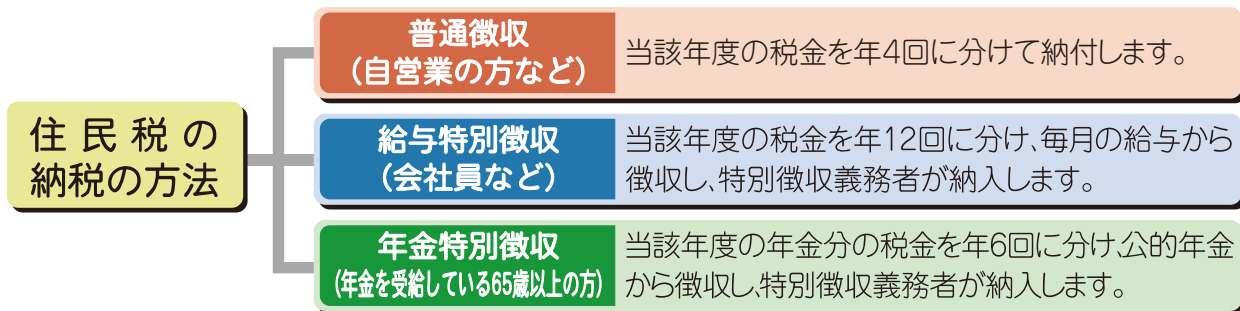 住民税の
納税の方法
普通徴収
(自営業の方など)
当該年度の税金を年4回に分けて納付します。
給与特別徴収
(会社員など)
当該年度の税金を年12回に分け、毎月の給与から
徴収し、特別徴収義務者が納入します。
年金特別徴収
(年金を受給している65歳以上の方)
当該年度の年金分の税金を年6回に分け、公的年金
から徴収し、特別徴収義務者が納入します。